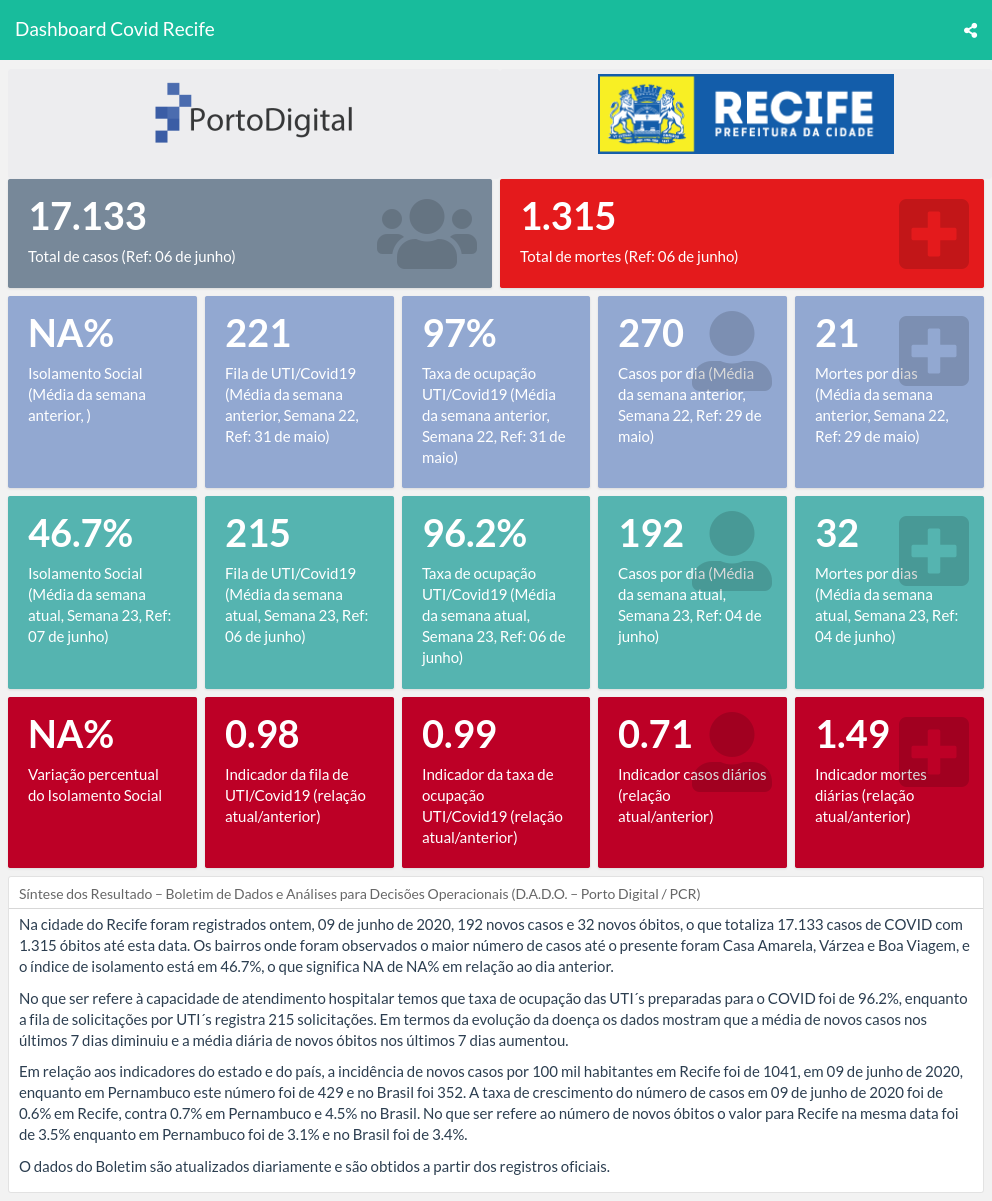 Dashboard Covid Recife
PortoDigital
RECIFE
PREFEITURA DA CIDADE
17.133
Total de casos (Ref: 06 de junho)
1.315
Total de mortes (Ref: 06 de junho)
NA%
Isolamento Social
(Média da semana
anterior, )
221
Fila de UTI/Covid19
(Média da semana
anterior, Semana 22,
Ref: 31 de maio)
97%
Taxa de ocupação
UTI/Covid19 (Média
da semana anterior,
Semana 22, Ref: 31 de
maio)
270
Casos por dia (Média
da semana anterior,
Semana 22, Ref: 29 de
maio)
21
Mortes por dias
(Média da semana
anterior, Semana 22,
Ref: 29 de maio)
46.7%
Isolamento Social
(Média da semana
atual, Semana 23, Ref:
07 de junho)
215
Fila de UTI/Covid19
(Média da semana
atual, Semana 23, Ref:
06 de junho)
96.2%
Taxa de ocupação
UTI/Covid19 (Média
da semana atual,
Semana 23, Ref: 06 de
junho)
192
Casos por dia (Média
da semana atual,
Semana 23, Ref: 04 de
junho)
32
Mortes por dias
(Média da semana
atual, Semana 23, Ref:
04 de junho)
NA%
Variação percentual
do Isolamento Social
0.98
Indicador da fila de
UTI/Covid19 (relação
atual/anterior)
0.99
Indicador da taxa de
ocupação
UTI/Covid19 (relação
atual/anterior)
0.71
Indicador casos diários
(relação
atual/anterior)
1.49
Indicador mortes
diárias (relação
atual/anterior)
Síntese dos Resultado – Boletim de Dados e Análises para Decisões Operacionais (D.A.D.O. – Porto Digital / PCR)
Na cidade do Recife foram registrados ontem, 09 de junho de 2020, 192 novos casos e 32 novos óbitos, o que totaliza 17.133 casos de COVID com
1.315 óbitos até esta data. Os bairros onde foram observados o maior número de casos até o presente foram Casa Amarela, Várzea e Boa Viagem, e
o índice de isolamento está em 46.7%, o que significa NA de NA% em relação ao dia anterior.
No que ser refere à capacidade de atendimento hospitalar temos que taxa de ocupação das UTI´s preparadas para o COVID foi de 96.2%, enquanto
a fila de solicitações por UTI´s registra 215 solicitações. Em termos da evolução da doença os dados mostram que a média de novos casos nos
últimos 7 dias diminuiu e a média diária de novos óbitos nos últimos 7 dias aumentou.
Em relação aos indicadores do estado e do país, a incidência de novos casos por 100 mil habitantes em Recife foi de 1041, em 09 de junho de 2020,
enquanto em Pernambuco este número foi de 429 e no Brasil foi 352. A taxa de crescimento do número de casos em 09 de junho de 2020 foi de
0.6% em Recife, contra 0.7% em Pernambuco e 4.5% no Brasil. No que ser refere ao número de novos óbitos o valor para Recife na mesma data foi
de 3.5% enquanto em Pernambuco foi de 3.1% e no Brasil foi de 3.4%.
O dados do Boletim são atualizados diariamente e são obtidos a partir dos registros oficiais.